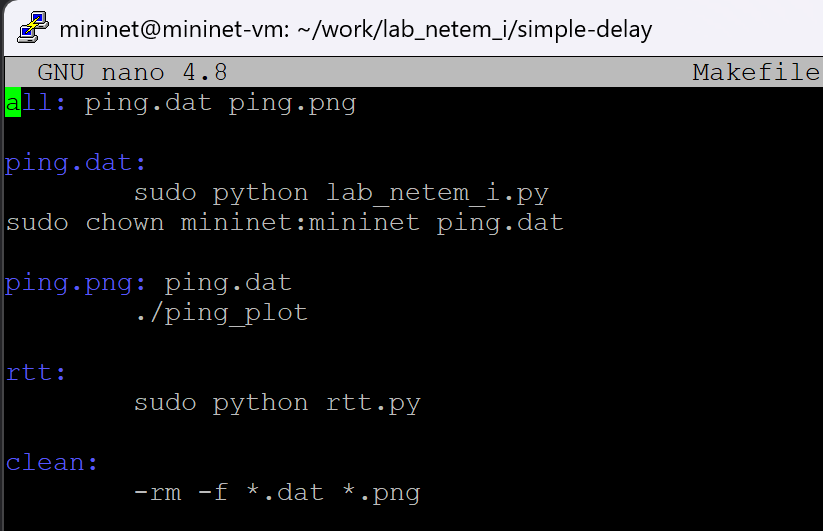 mininet@mininet-vm: ~/work/lab_netem_i/simple-delay
GNU nano 4.8 Makefile
all: ping.dat ping.png
ping.dat:
sudo python lab_netem_i.py
sudo chown mininet:mininet ping.dat
ping.png: ping.dat
./ping_plot
rtt:
sudo python rtt.py
clean:
-rm -f *.dat *.png